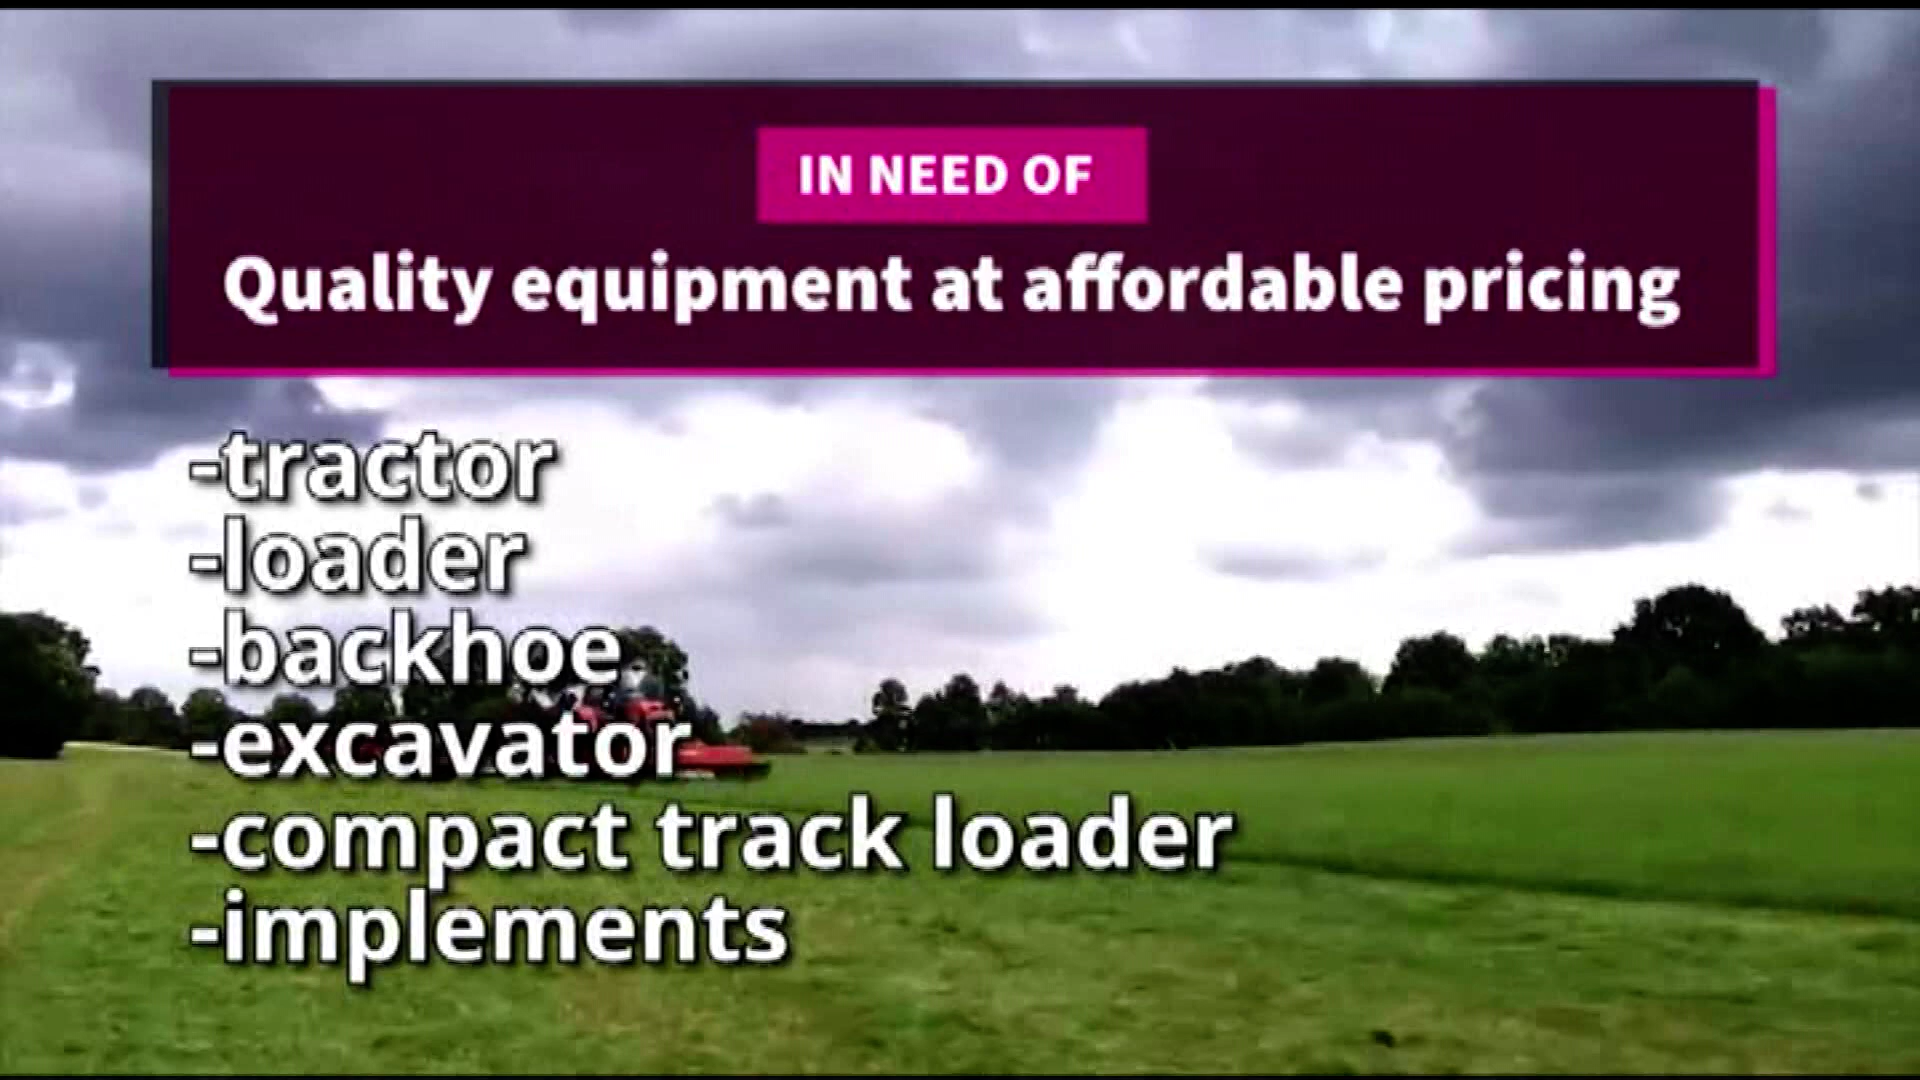 IN NEED OF
Quality equipment at affordable pricing
-tractor
-loader
-backhoe
-excavator
-compact track loader
-implements